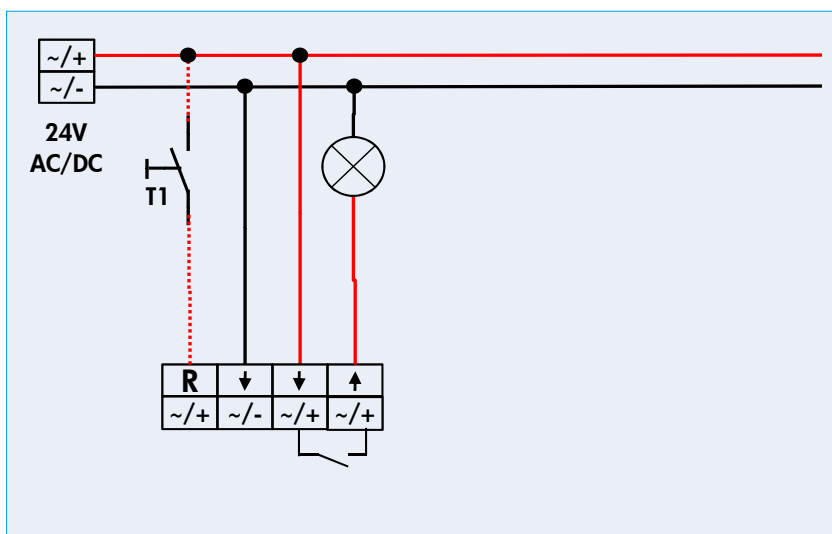 ~/+
~/-
24V
AC/DC
T1
R ↓ ↓ ↑
~/+ ~/- ~/+ ~/+